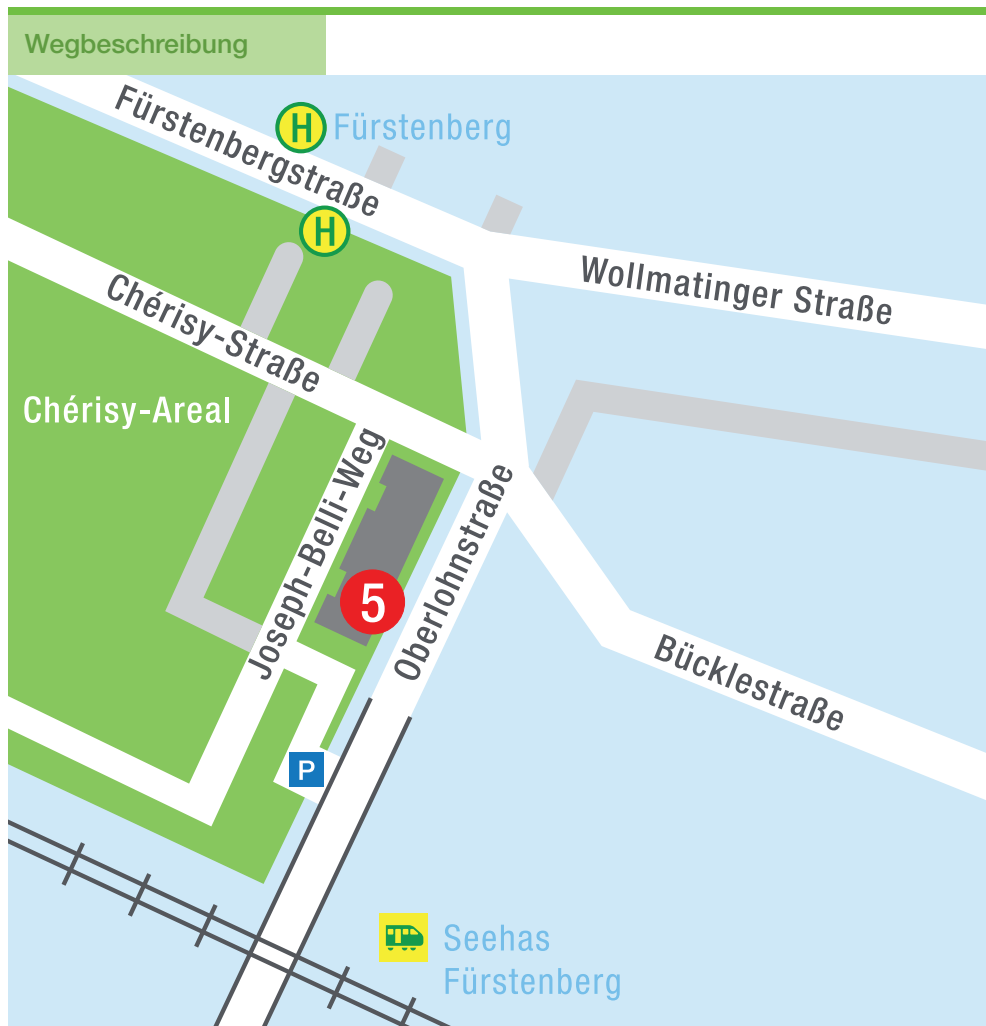 Wegbeschreibung
H Fürstenberg
Fürstenbergstraße
H
Wollmatinger Straße
Chérisy-Straße
Chérisy-Areal
Joseph-Belli-Weg
Oberlohnstraße
5
Bücklestraße
P
Seehas
Fürstenberg